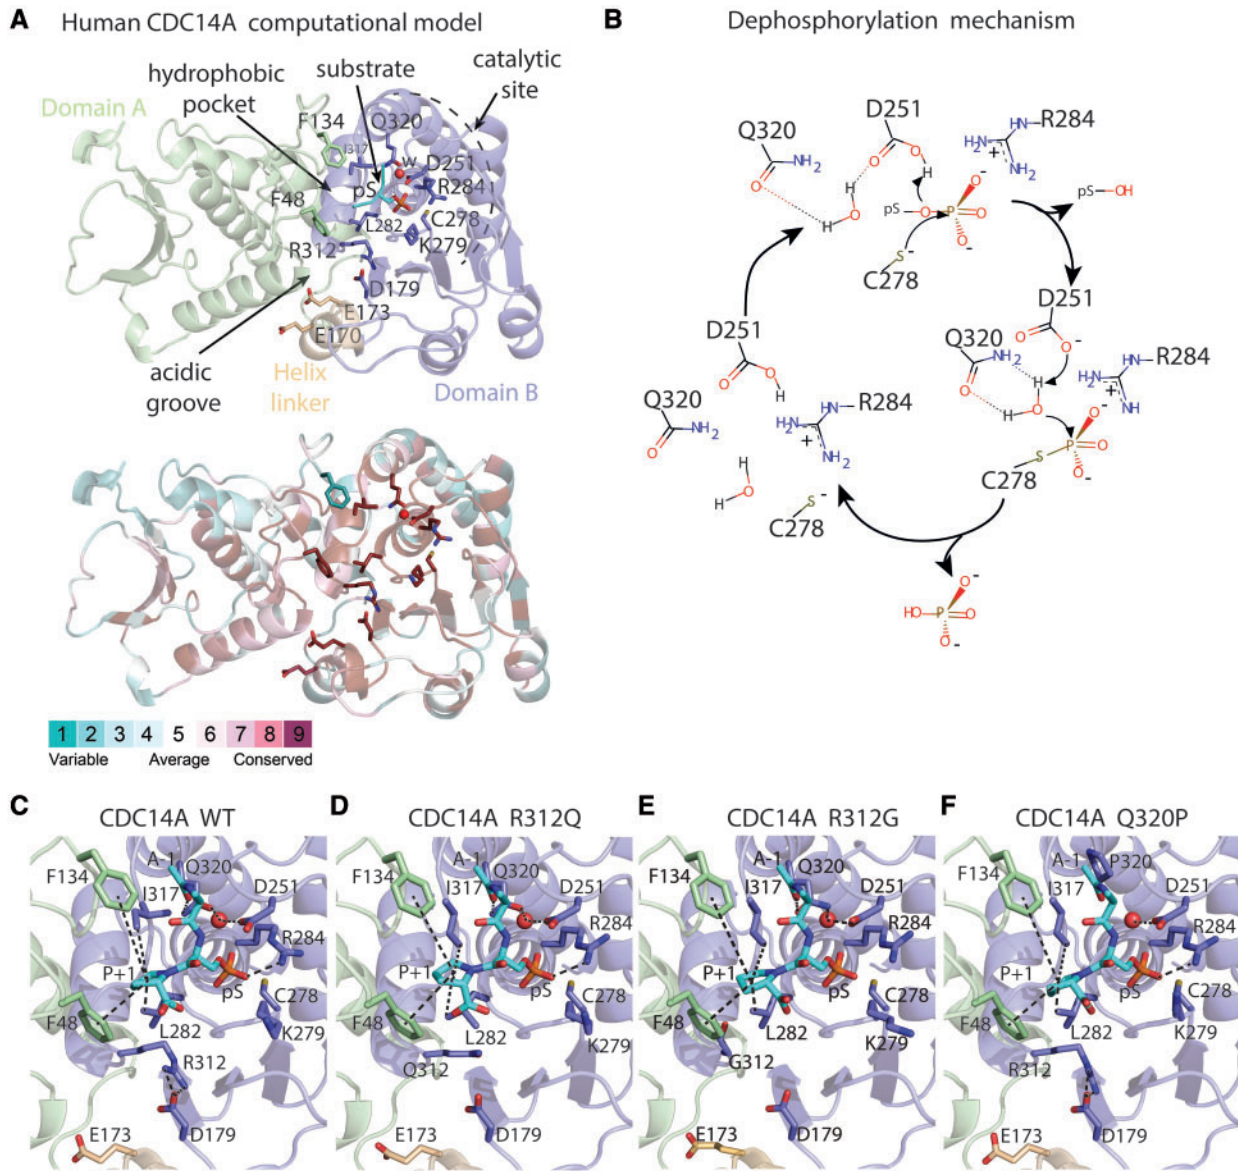 A Human CDC14A computational model
hydrophobic
pocket
substrate
catalytic
site
Domain A
F134
Q320
I317
W
D251
pS
R284
F48
L282
C278
R312
K279
D179
E173
E170
acidic
groove
Helix
linker
Domain B
1 2 3 4 5 6 7 8 9
Variable Average Conserved
B Dephosphorylation mechanism
D251
Q320
R284
NH2
O
O
O
H
H2N
HN
+
NH2
H
H
O
pS
O
P
O
O-
O-
S-
C278
pS
OH
D251
O
O-
Q320
NH2
O
H
H
O
R284
H2N
HN
+
NH
O-
P
O
O-
S
C278
D251
O
O
H
Q320
NH2
O
H2N
HN
R284
+
NH2
H
H
O
S-
C278
O-
HO
P
O
O-
C CDC14A WT
A-1
Q320
F134
I317
D251
R284
P+1
pS
C278
F48
L282
K279
R312
E173
D179
D CDC14A R312Q
A-1
Q320
F134
I317
D251
R284
P+1
pS
C278
F48
L282
K279
Q312
E173
D179
E CDC14A R312G
A-1
Q320
F134
I317
D251
R284
P+1
pS
C278
F48
L282
K279
G312
E173
D179
F CDC14A Q320P
A-1
P320
F134
I317
D251
R284
P+1
pS
C278
F48
L282
K279
R312
E173
D179